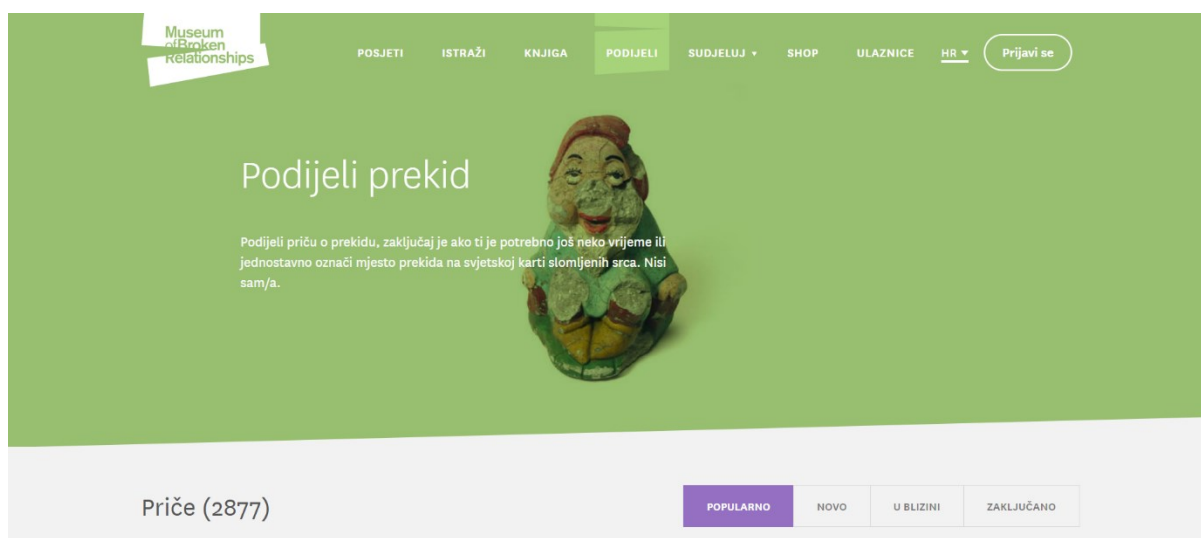 Museum
of Broken
Relationships
POSJETI ISTRAŽI KNJIGA PODIJELI SUDJELUJ SHOP ULAZNICE HR Prijavi se
Podijeli prekid
Podijeli priču o prekidu, zaključaj je ako ti je potrebno još neko vrijeme ili
jednostavno označi mjesto prekida na svjetskoj karti slomljenih srca. Nisi
sam/a.
Priče (2877)
POPULARNO NOVO U BLIZINI ZAKLJUČANO